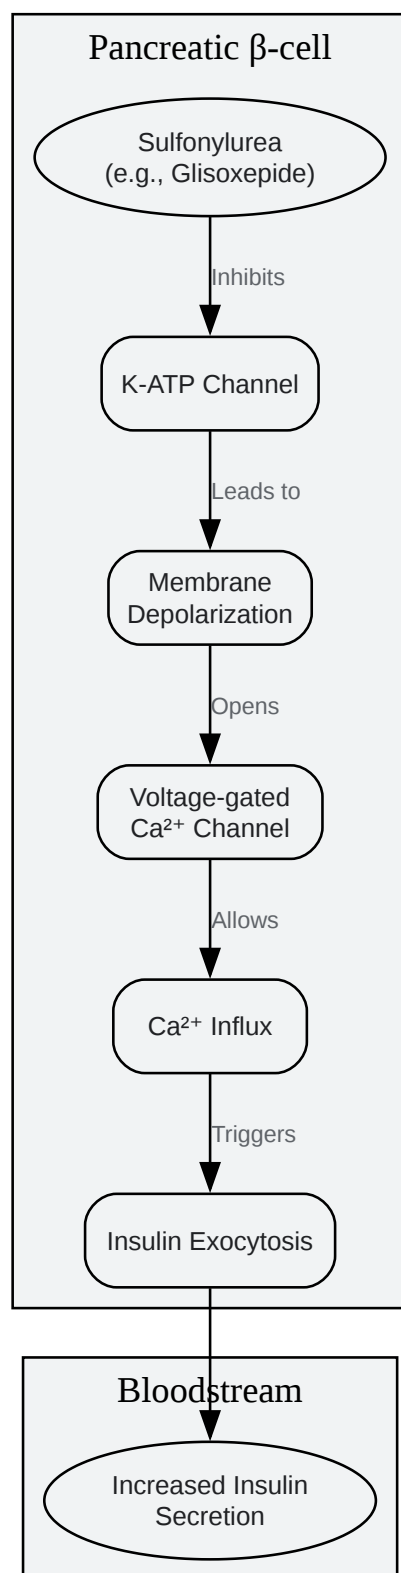 Pancreatic β-cell
Sulfonylurea
(e.g., Glisoxepide)
Inhibits
K-ATP Channel
Leads to
Membrane
Depolarization
Opens
Voltage-gated
Ca²⁺ Channel
Allows
Ca²⁺ Influx
Triggers
Insulin Exocytosis
Bloodstream
Increased Insulin
Secretion